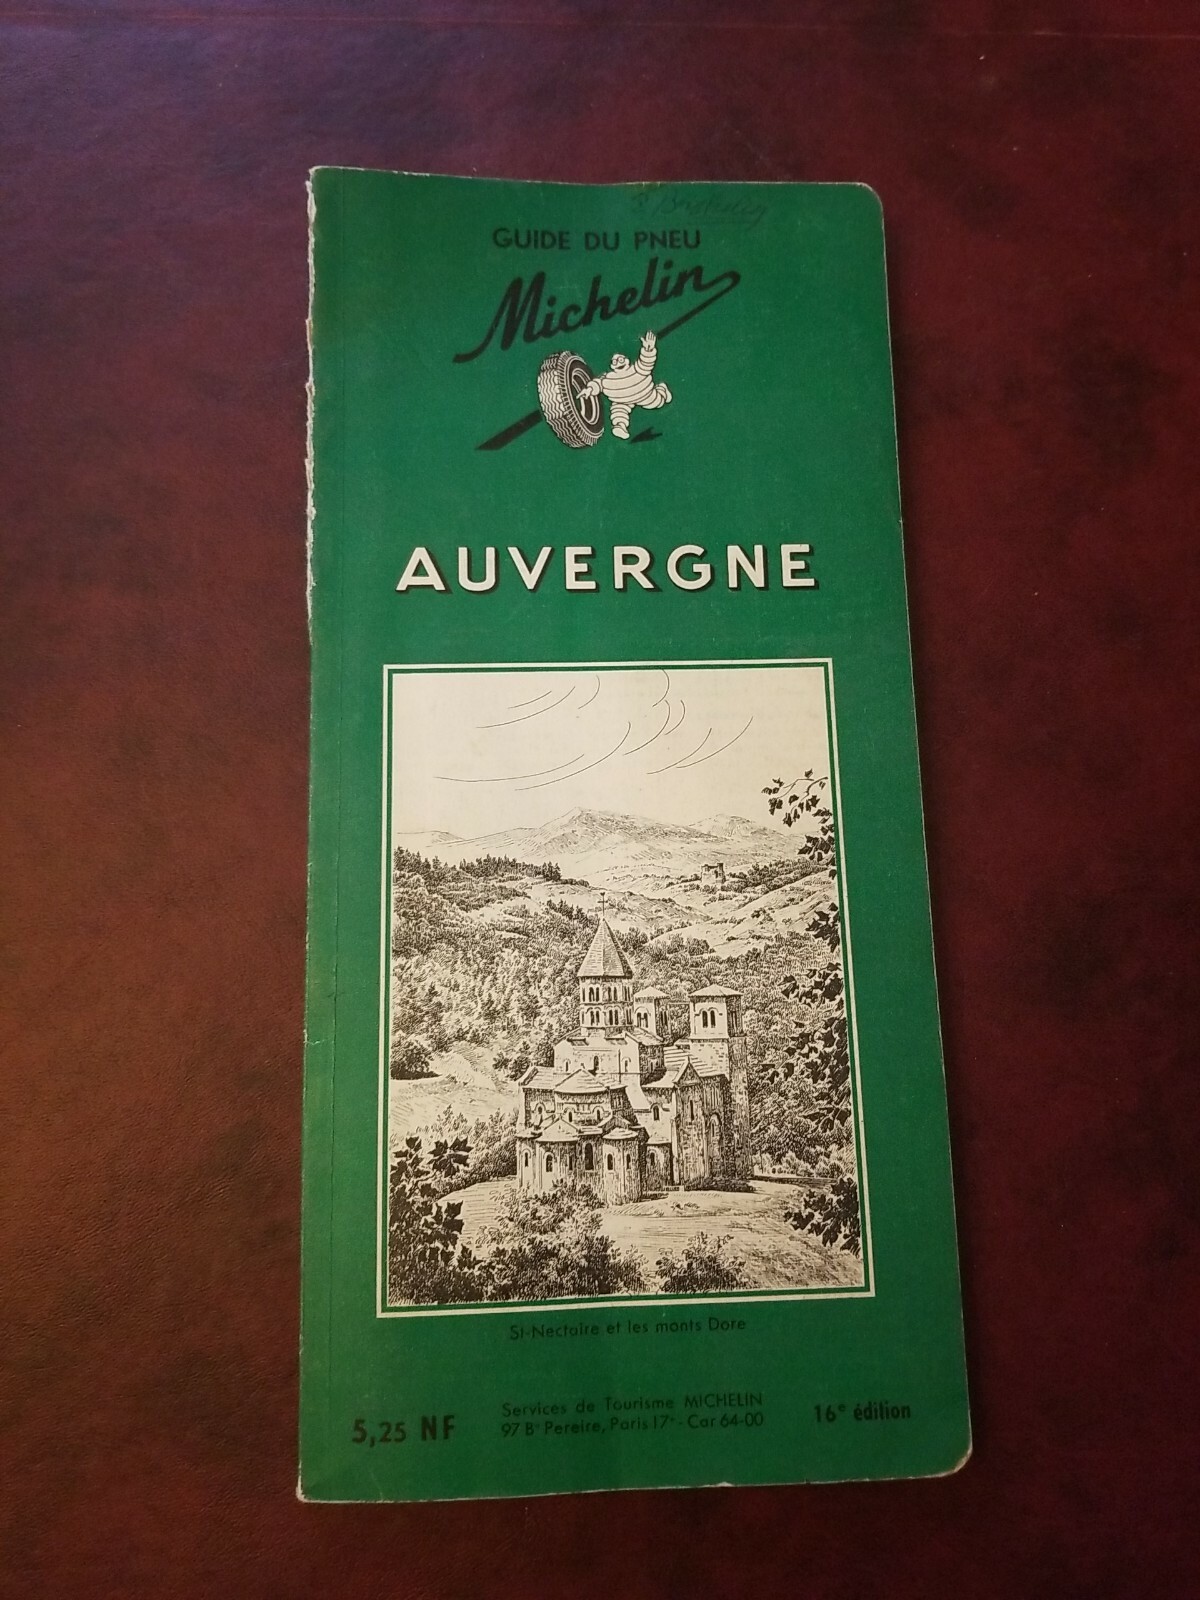 GUIDE DU PNEU
Michelin
AUVERGNE
St-Nectaire et les monts Dore
5,25 NF
Services de Tourisme MICHELIN
97 Bd Pereire, Paris 17e - Car 64-00
16e édition